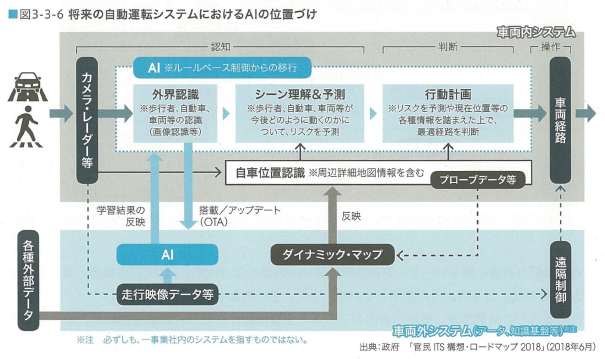 ■図3-3-6 将来の自動運転システムにおけるAIの位置づけ
車両内システム
認知
判断
操作
カメラ・レーダー等
AI ※ルールベース制御からの移行
外界認識
※歩行者、自動車、
車両等の認識
(画像認識等)
シーン理解&予測
※歩行者、自動車、車両等が
今後どのように動くのかに
ついて、リスクを予測
行動計画
※リスクを予測や現在位置等の
各種情報を踏まえた上で、
最適経路を判断
車両経路
自車位置認識 ※周辺詳細地図情報を含む
プローブデータ等
学習結果の
反映
搭載/アップデート
(OTA)
反映
各種外部データ
AI
走行映像データ等
ダイナミック・マップ
遠隔制御
車両外システム(データ、知識基盤等)※注
※注 必ずしも、一事業社内のシステムを指すものではない。
出典：政府 「官民 ITS 構想・ロードマップ 2018」(2018年6月)